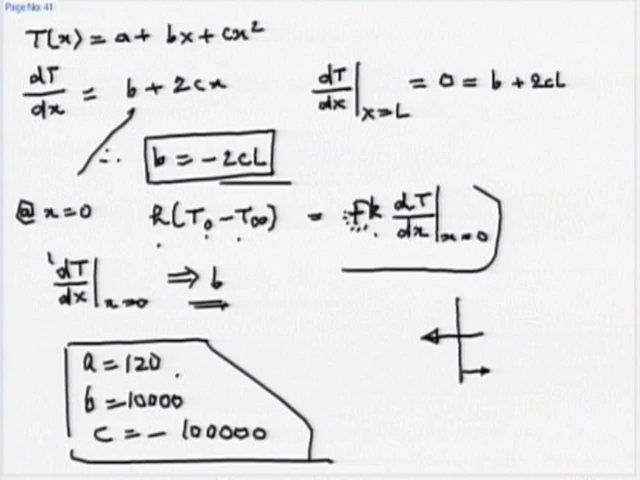 Page No: 41
T(x) = a + bx + cx²
dT/dx = b + 2cx    dT/dx|x=L = 0 = b + 2cL
∴ b = -2cL
@ x=0    h(T₀ - T∞) = +k dT/dx|x=0
dT/dx|x=0 ⇒ b
a = 120
b = 10000
c = - 100000